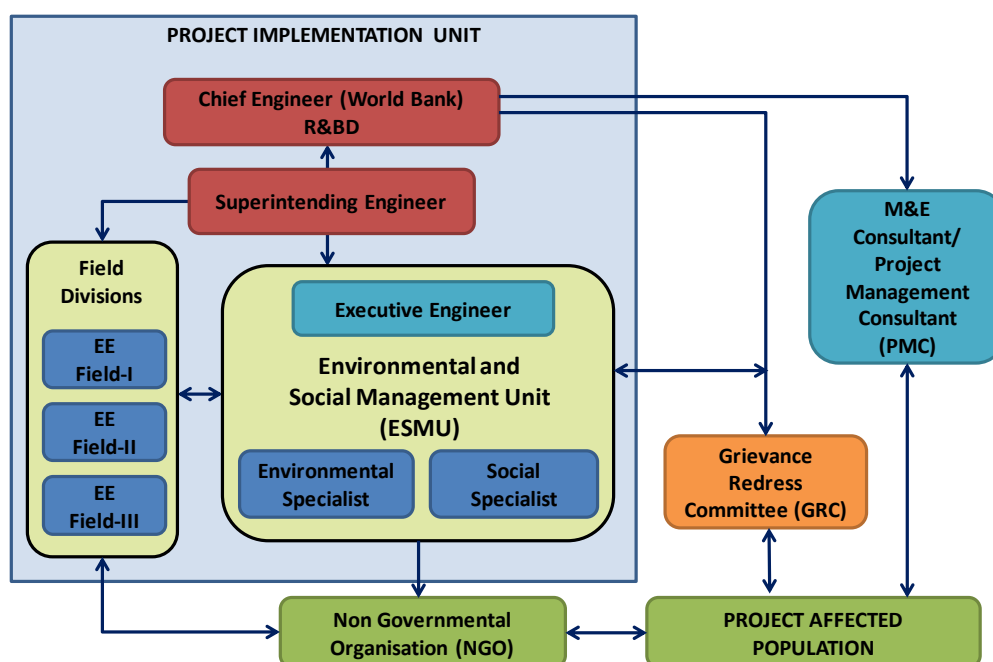 PROJECT IMPLEMENTATION UNIT
Chief Engineer (World Bank)
R&BD
Superintending Engineer
M&E
Consultant/
Project
Management
Consultant
(PMC)
Field
Divisions
EE
Field-I
EE
Field-II
EE
Field-III
Executive Engineer
Environmental and
Social Management Unit
(ESMU)
Environmental
Specialist
Social
Specialist
Grievance
Redress
Committee (GRC)
Non Governmental
Organisation (NGO)
PROJECT AFFECTED
POPULATION